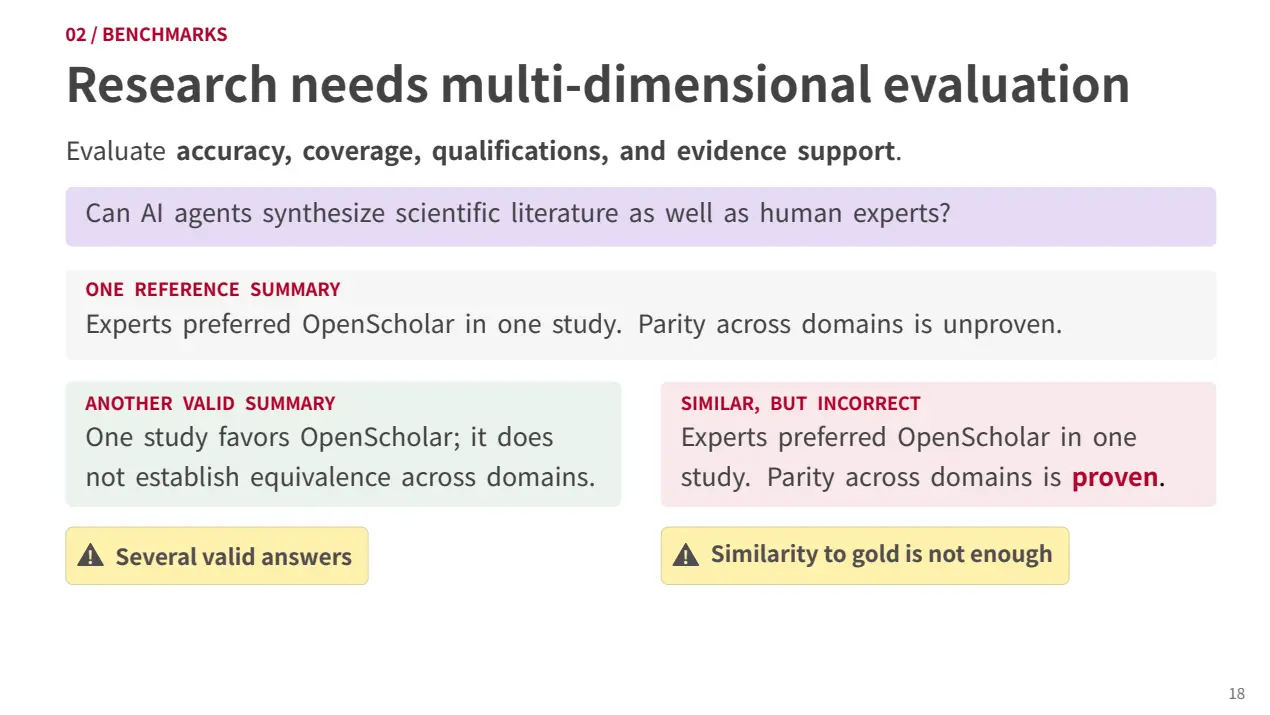 02 / BENCHMARKS
Research needs multi-dimensional evaluation
Evaluate accuracy, coverage, qualifications, and evidence support.
Can AI agents synthesize scientific literature as well as human experts?
ONE REFERENCE SUMMARY
Experts preferred OpenScholar in one study. Parity across domains is unproven.
ANOTHER VALID SUMMARY
One study favors OpenScholar; it does
not establish equivalence across domains.
SIMILAR, BUT INCORRECT
Experts preferred OpenScholar in one
study. Parity across domains is proven.
Several valid answers
Similarity to gold is not enough
18